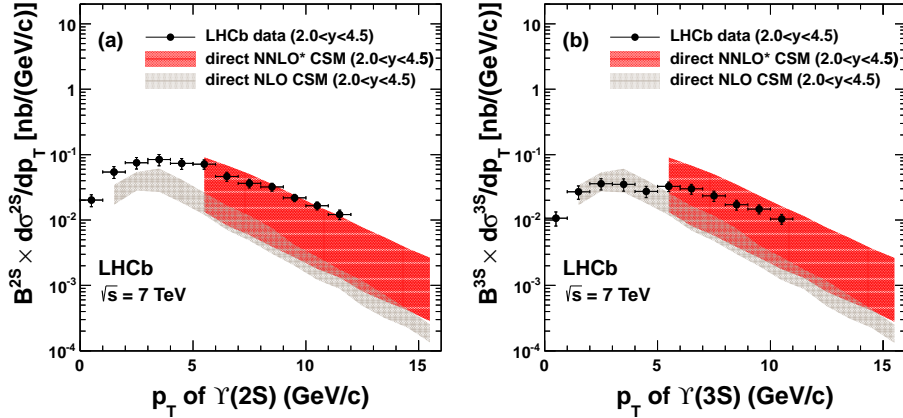 (a)
LHCb data (2.0<y<4.5)
direct NNLO* CSM (2.0<y<4.5)
direct NLO CSM (2.0<y<4.5)
B^2S × dσ^2S/dp_T [nb/(GeV/c)]
10
1
10^-1
10^-2
10^-3
10^-4
LHCb
√s = 7 TeV
0 5 10 15
p_T of ϒ(2S) (GeV/c)
(b)
LHCb data (2.0<y<4.5)
direct NNLO* CSM (2.0<y<4.5)
direct NLO CSM (2.0<y<4.5)
B^3S × dσ^3S/dp_T [nb/(GeV/c)]
10
1
10^-1
10^-2
10^-3
10^-4
LHCb
√s = 7 TeV
0 5 10 15
p_T of ϒ(3S) (GeV/c)